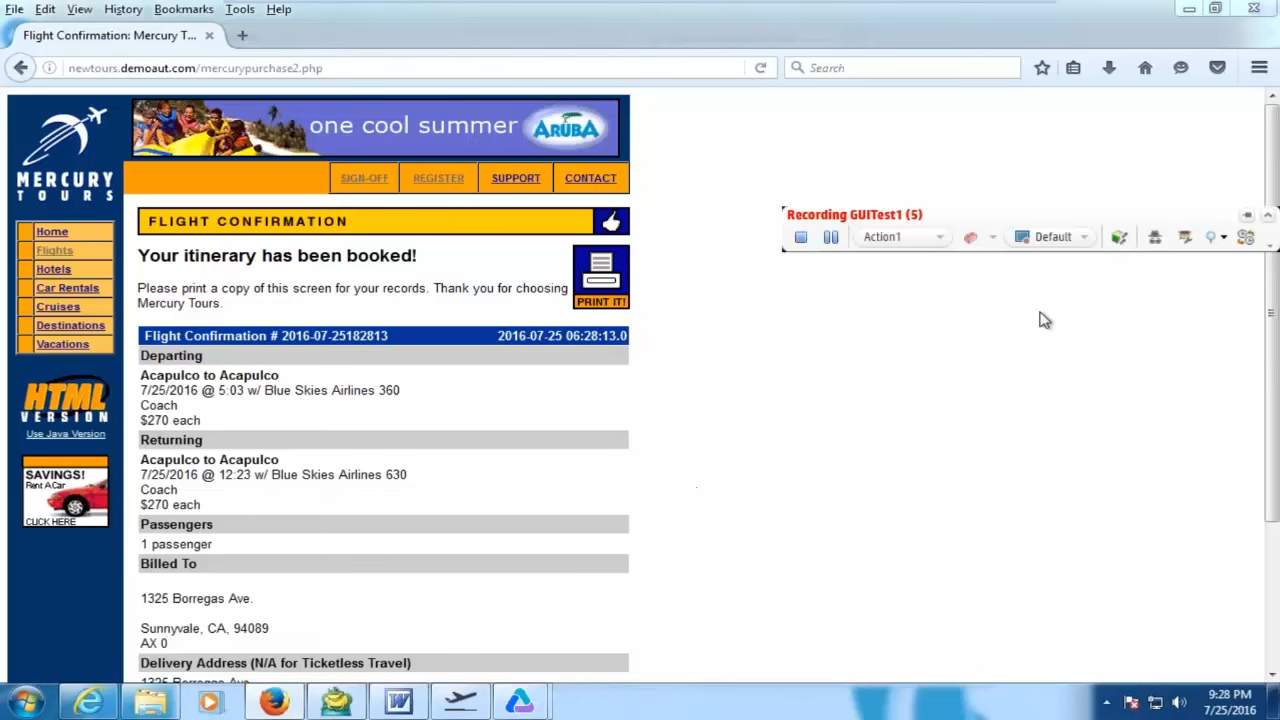 File Edit View History Bookmarks Tools Help
Flight Confirmation: Mercury T...
newtours.demoaut.com/mercurypurchase2.php
Search
one cool summer ARUBA
MERCURY
TOURS
SIGN-OFF REGISTER SUPPORT CONTACT
Home
Flights
Hotels
Car Rentals
Cruises
Destinations
Vacations
HTML
VERSION
Use Java Version
SAVINGS!
Rent A Car
CLICK HERE
FLIGHT CONFIRMATION
Your itinerary has been booked!
Please print a copy of this screen for your records. Thank you for choosing
Mercury Tours.
PRINT IT!
Flight Confirmation # 2016-07-25182813 2016-07-25 06:28:13.0
Departing
Acapulco to Acapulco
7/25/2016 @ 5:03 w/ Blue Skies Airlines 360
Coach
$270 each
Returning
Acapulco to Acapulco
7/25/2016 @ 12:23 w/ Blue Skies Airlines 630
Coach
$270 each
Passengers
1 passenger
Billed To
1325 Borregas Ave.
Sunnyvale, CA, 94089
AX 0
Delivery Address (N/A for Ticketless Travel)
1325 Borregas Ave.
Recording GUITest1 (5)
Action1 Default
9:28 PM
7/25/2016